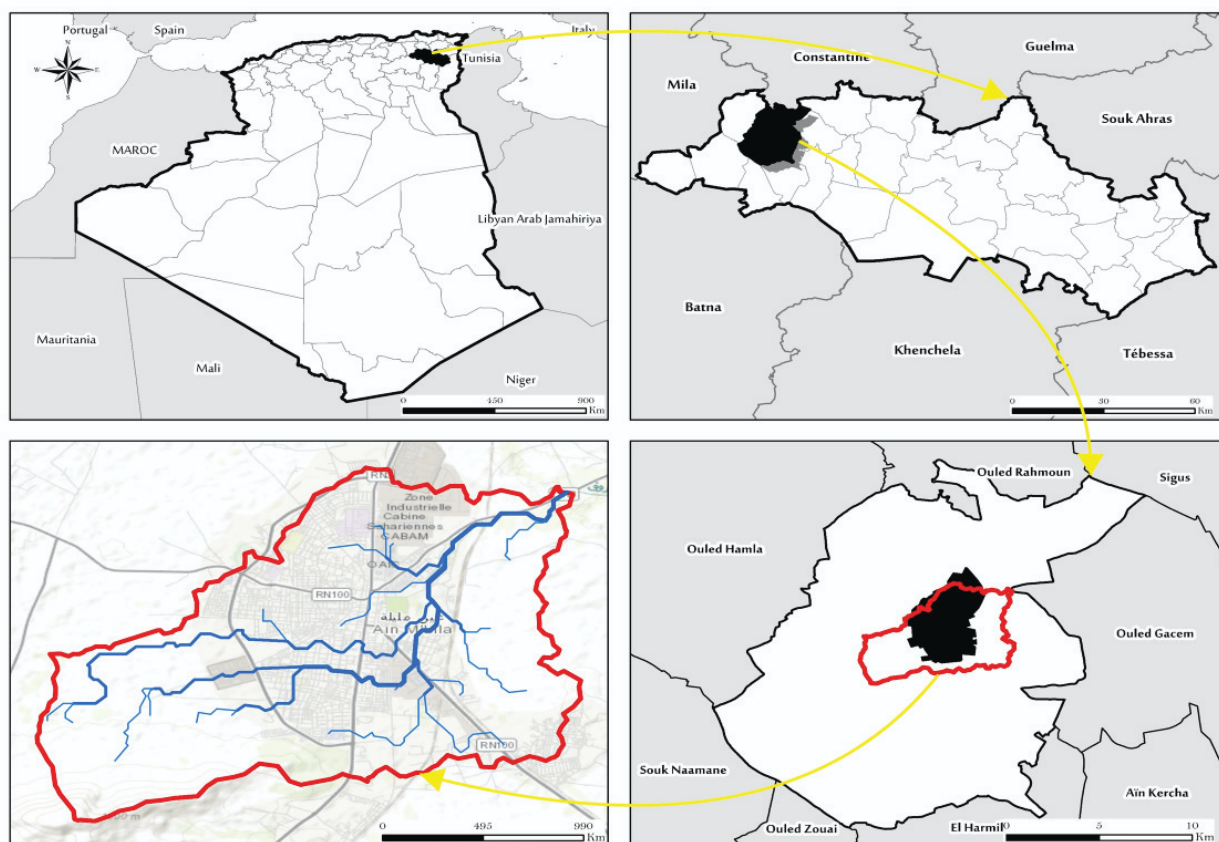 Portugal
Spain
Italy
Tunisia
N
W
E
S
MAROC
Libyan Arab Jamahiriya
Mauritania
Mali
Niger
0 450 900
Km
Guelma
Constantine
Mila
Souk Ahras
Batna
Khenchela
Tébessa
0 30 60
Km
Zone
Industrielle
Cabine
Sahariennes
CABAM
OAIC
RN100
عين مليلة
Aïn M'lila
RN100
0 495 990
Km
Ouled Rahmoun
Sigus
Ouled Hamla
Ouled Gacem
Souk Naamane
Aïn Kercha
Ouled Zouai
El Harmil
0 5 10
Km